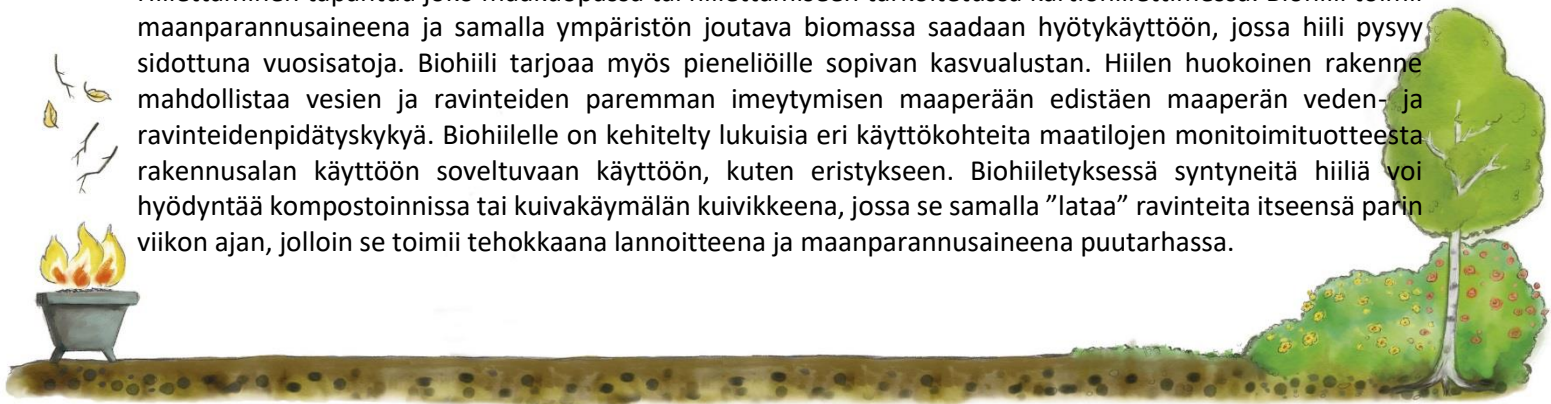 maanparannusaineena ja samalla ympäristön joutava biomassa saadaan hyötykäyttöön, jossa hiili pysyy
sidottuna vuosisatoja. Biohiili tarjoaa myös pieneliöille sopivan kasvualustan. Hiilen huokoinen rakenne
mahdollistaa vesien ja ravinteiden paremman imeytymisen maaperään edistäen maaperän veden- ja
ravinteidenpidätyskykyä. Biohiilelle on kehitelty lukuisia eri käyttökohteita maatilojen monitoimituotteesta
rakennusalan käyttöön soveltuvaan käyttöön, kuten eristykseen. Biohiiletyksessä syntyneitä hiiliä voi
hyödyntää kompostoinnissa tai kuivakäymälän kuivikkeena, jossa se samalla ”lataa” ravinteita itseensä parin
viikon ajan, jolloin se toimii tehokkaana lannoitteena ja maanparannusaineena puutarhassa.